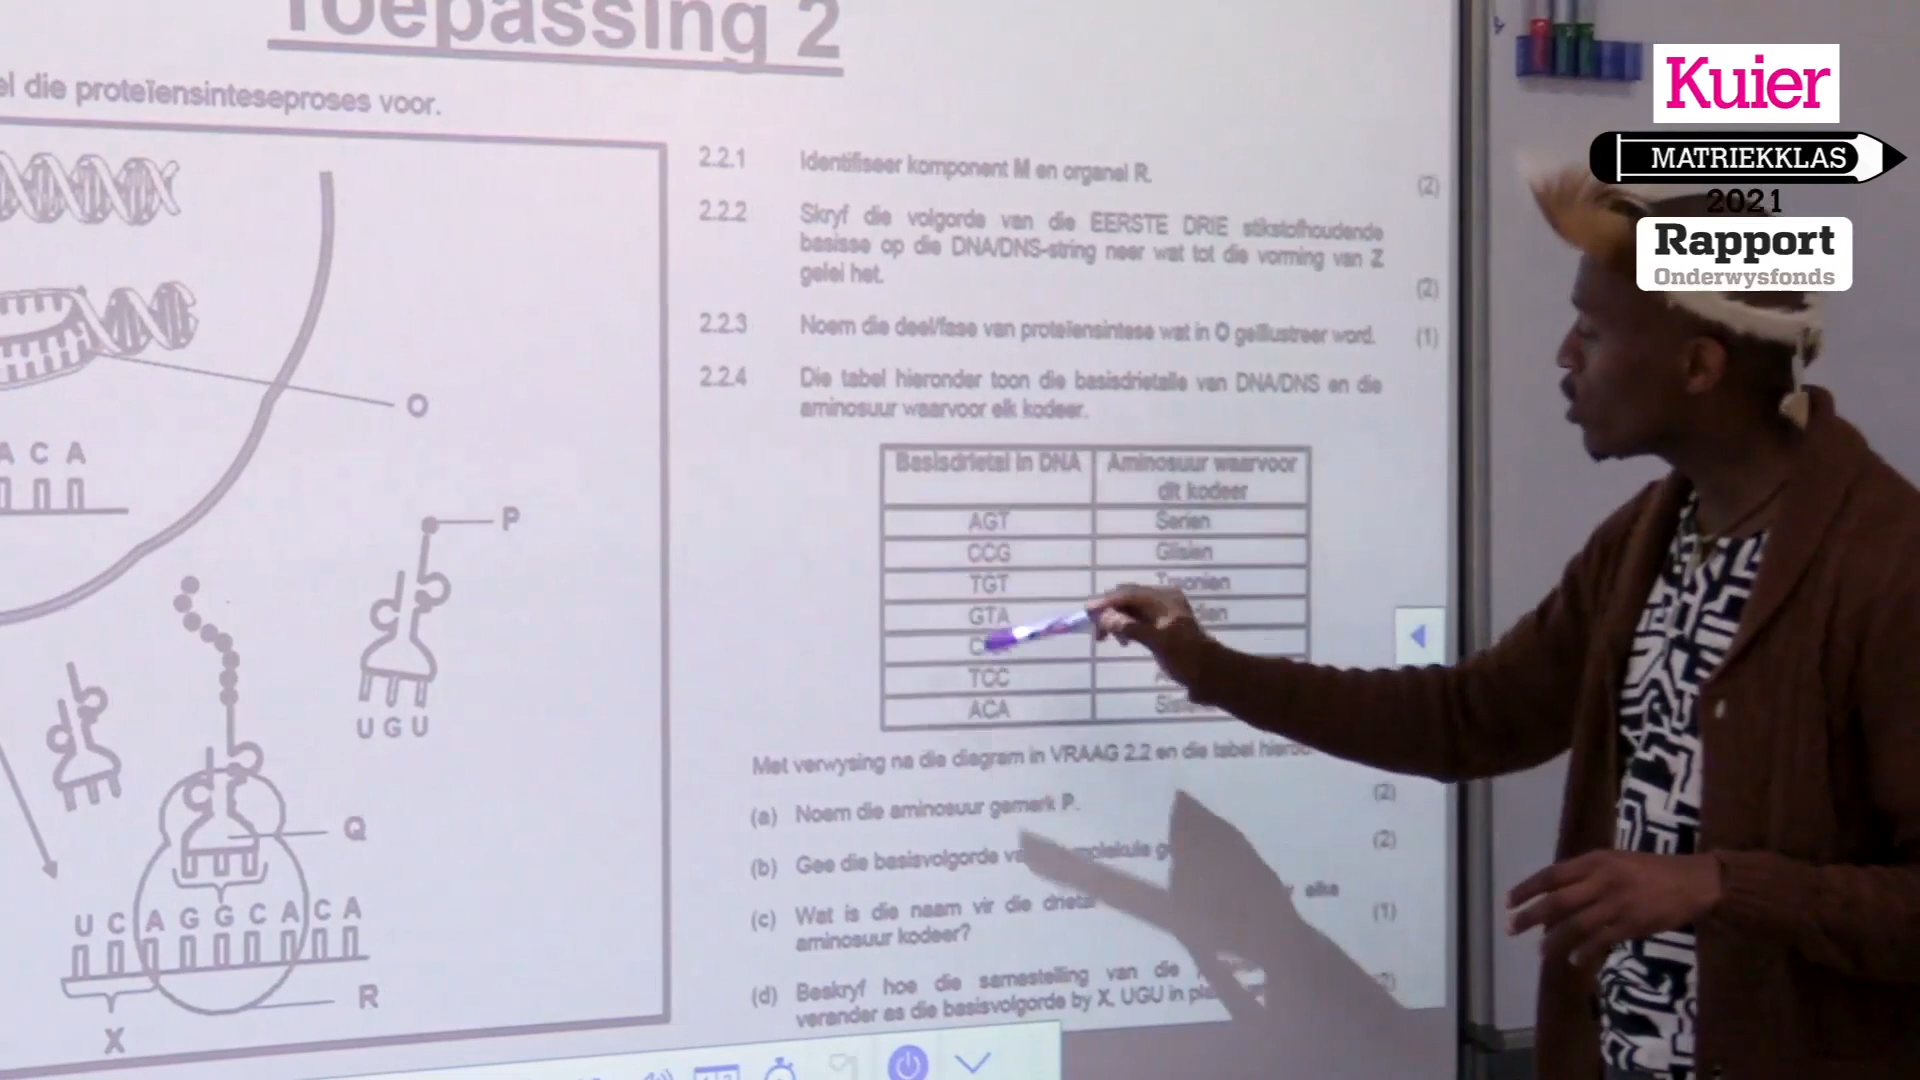 Toepassing 2
el die proteïensinteseproses voor.
O
A C A
P
U G U
Q
U C A G G C A C A
R
X
2.2.1 Identifiseer komponent M en organel R. (2)
2.2.2 Skryf die volgorde van die EERSTE DRIE stikstofhoudende
basisse op die DNA/DNS-string neer wat tot die vorming van Z
gelei het. (2)
2.2.3 Noem die deel/fase van proteïensintese wat in O geïllustreer word. (1)
2.2.4 Die tabel hieronder toon die basisdrietalle van DNA/DNS en die
aminosuur waarvoor elk kodeer.
Basisdrietal in DNA Aminosuur waarvoor
dit kodeer
AGT Serien
CCG Glisien
TGT Treonien
GTA
TCC
ACA
Met verwysing na die diagram in VRAAG 2.2 en die tabel
(a) Noem die aminosuur gemerk P. (2)
(b) Gee die basisvolgorde molekule (2)
(c) Wat is die naam vir die elke
aminosuur kodeer? (1)
(d) Beskryf hoe die samestelling van die
verander as die basisvolgorde by X, UGU in
Kuier
MATRIEKKLAS
2021
Rapport
Onderwysfonds